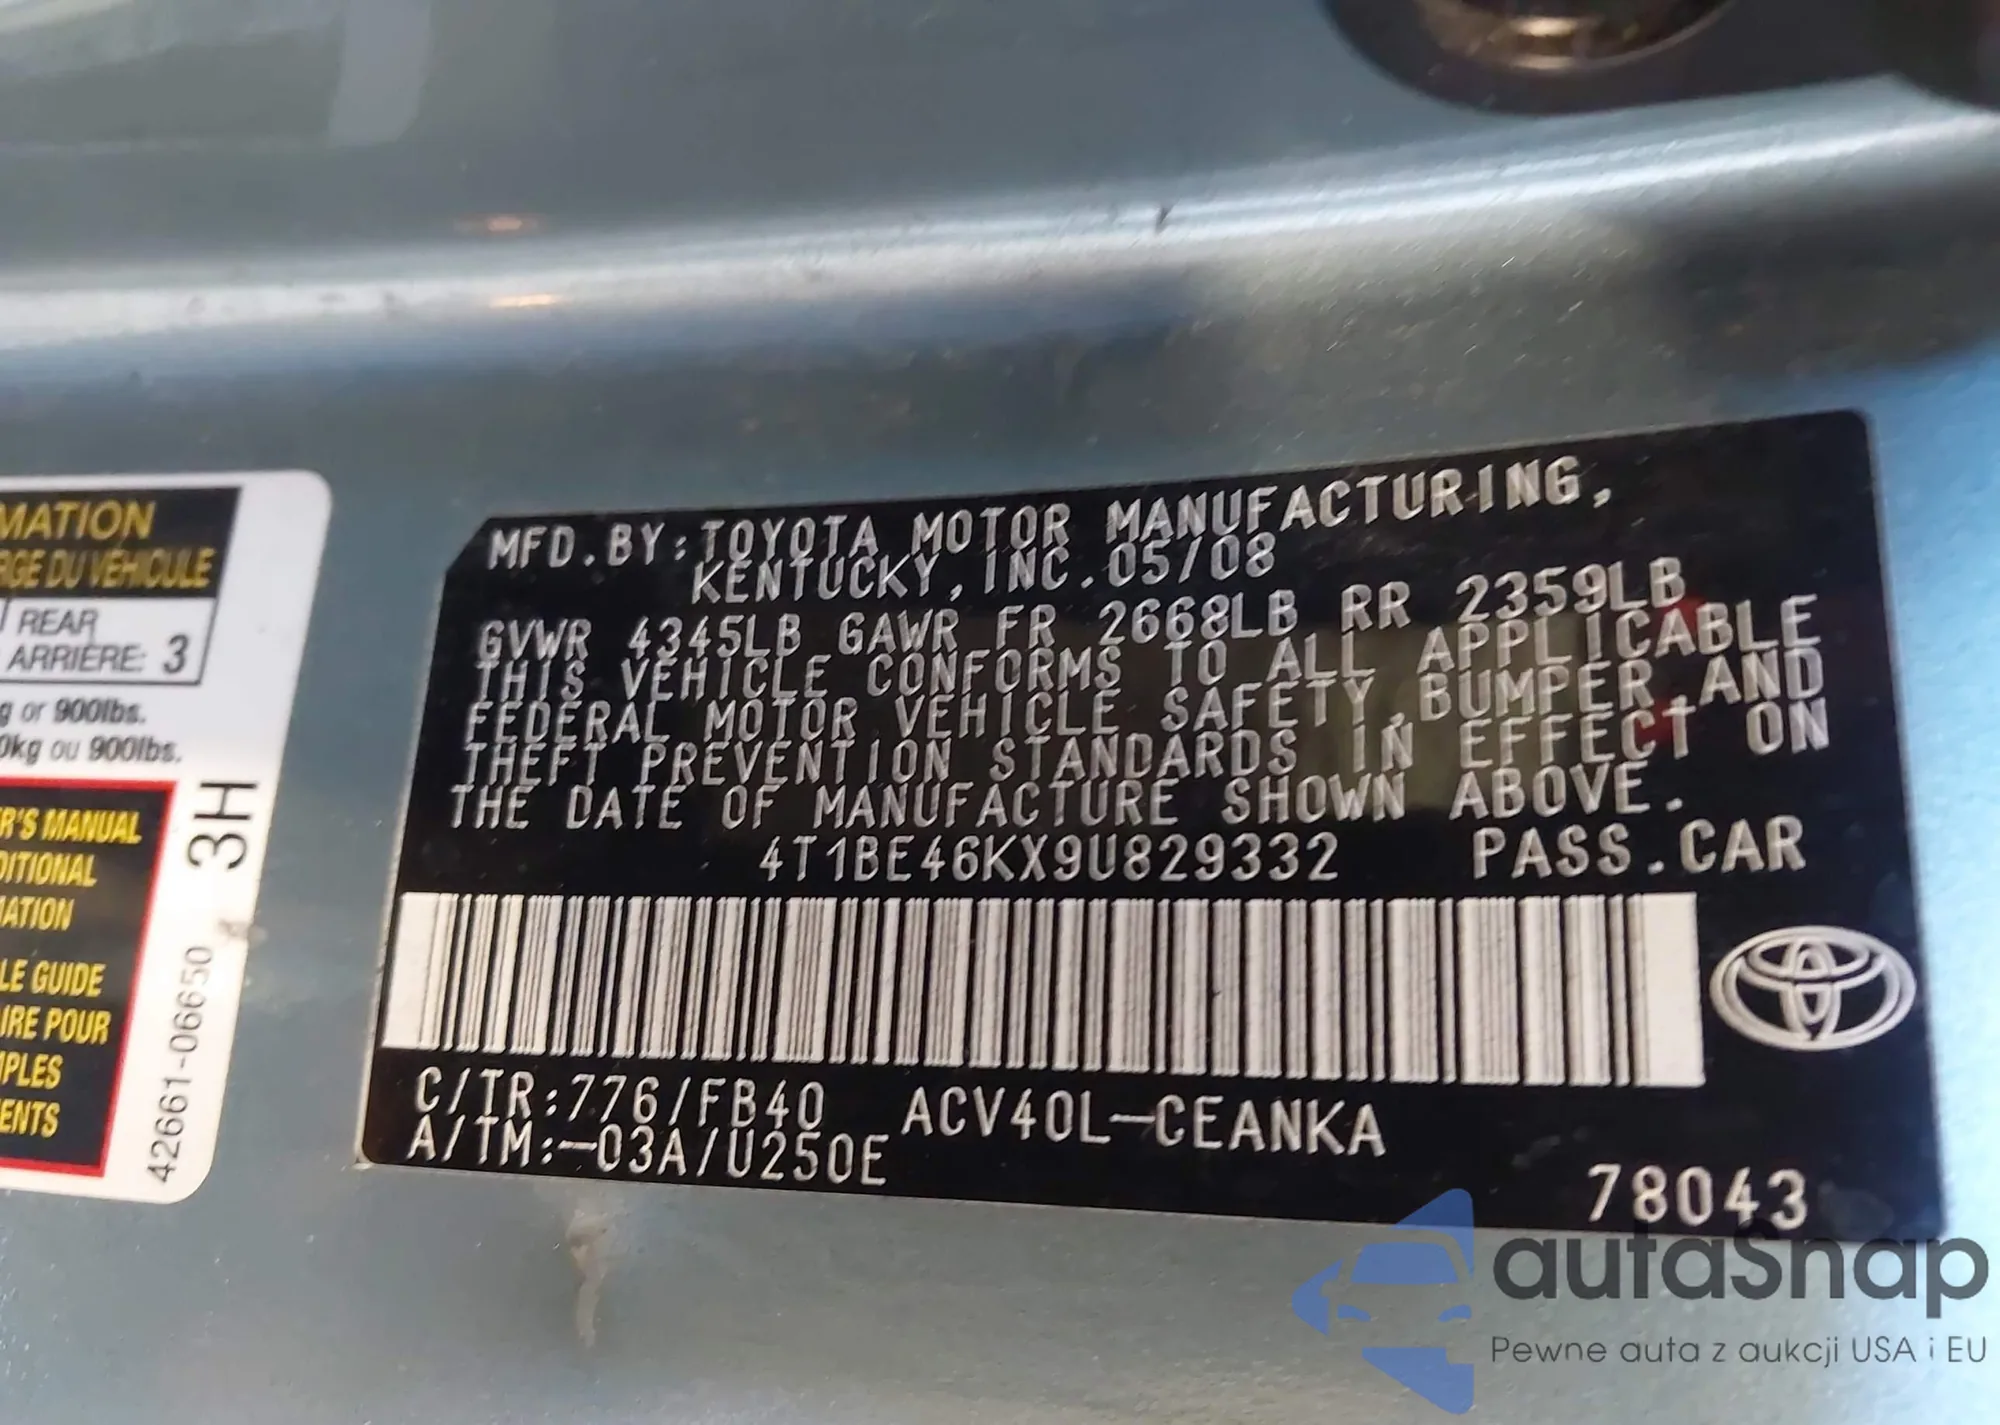 MATION
RGE DU VÉHICULE
REAR
ARRIÈRE: 3
g or 900lbs.
0kg ou 900lbs.
R'S MANUAL
DITIONAL
MATION
LE GUIDE
IRE POUR
MPLES
ENTS
42661-06650 3H
MFD.BY:TOYOTA MOTOR MANUFACTURING,
KENTUCKY,INC.05/08
GVWR 4345LB GAWR FR 2668LB RR 2359LB
THIS VEHICLE CONFORMS TO ALL APPLICABLE
FEDERAL MOTOR VEHICLE SAFETY,BUMPER,AND
THEFT PREVENTION STANDARDS IN EFFECT ON
THE DATE OF MANUFACTURE SHOWN ABOVE.
4T1BE46KX9U829332 PASS.CAR
C/TR:776/FB40 ACV40L-CEANKA
A/TM:-03A/U250E
78043
autaSnap
Pewne auta z aukcji USA i EU